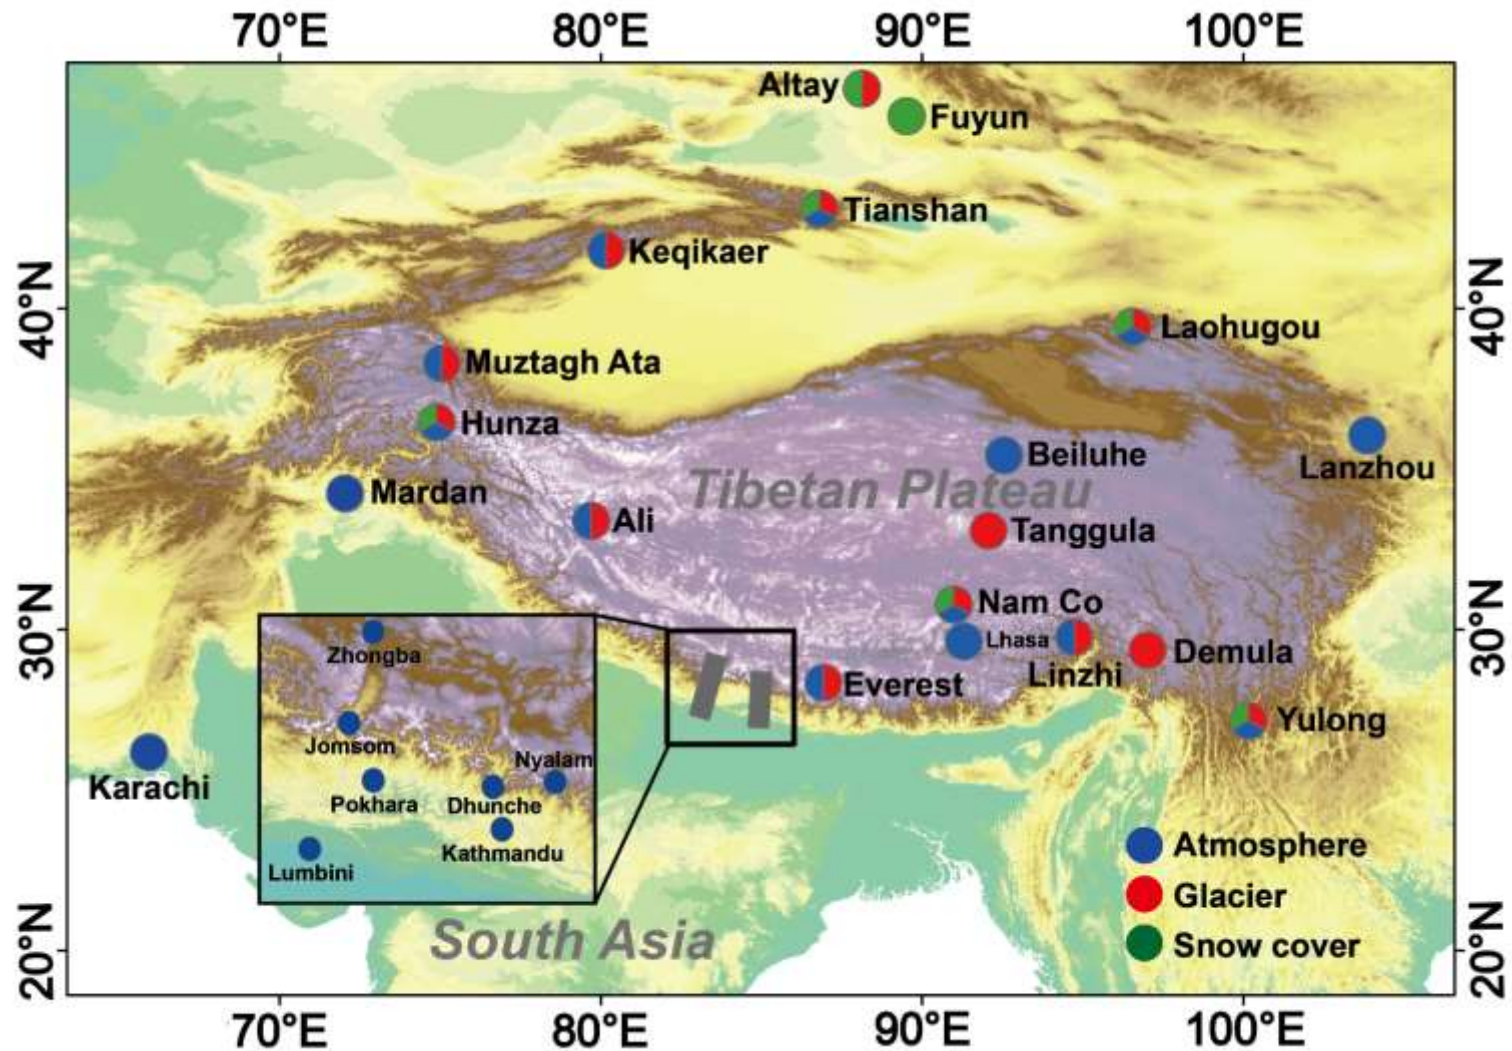 70°E 80°E 90°E 100°E
Altay
Fuyun
Tianshan
Keqikaer
40°N 40°N
Laohugou
Muztagh Ata
Hunza
Beiluhe
Lanzhou
Tibetan Plateau
Mardan
Ali
Tanggula
Nam Co
30°N 30°N
Lhasa
Linzhi
Demula
Everest
Yulong
Zhongba
Jomsom
Nyalam
Karachi
Pokhara
Dhunche
Kathmandu
Lumbini
Atmosphere
Glacier
Snow cover
South Asia
20°N 20°N
70°E 80°E 90°E 100°E